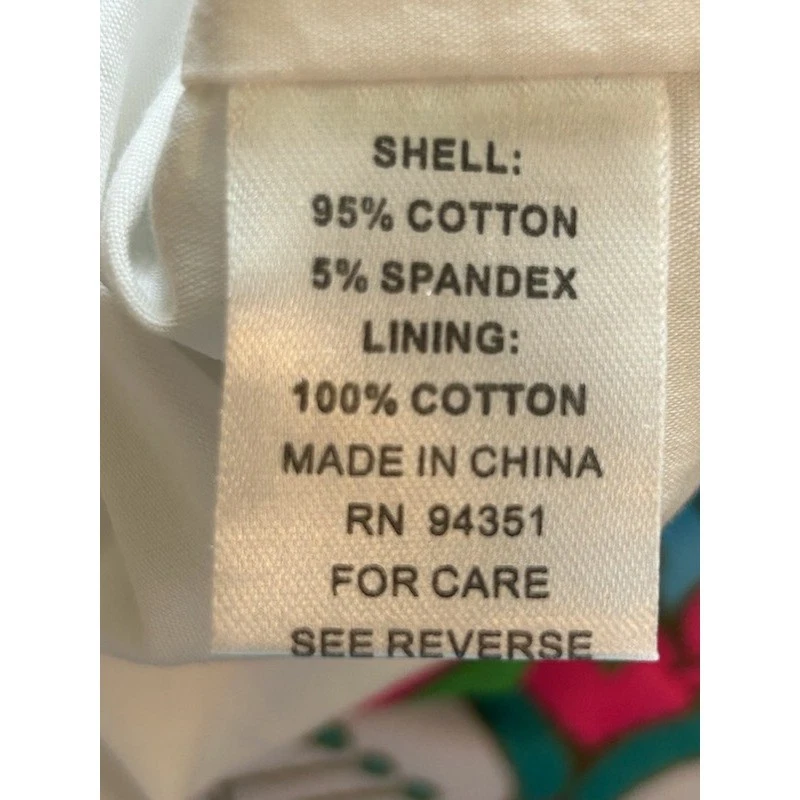 SHELL:
95% COTTON
5% SPANDEX
LINING:
100% COTTON
MADE IN CHINA
RN 94351
FOR CARE
SEE REVERSE